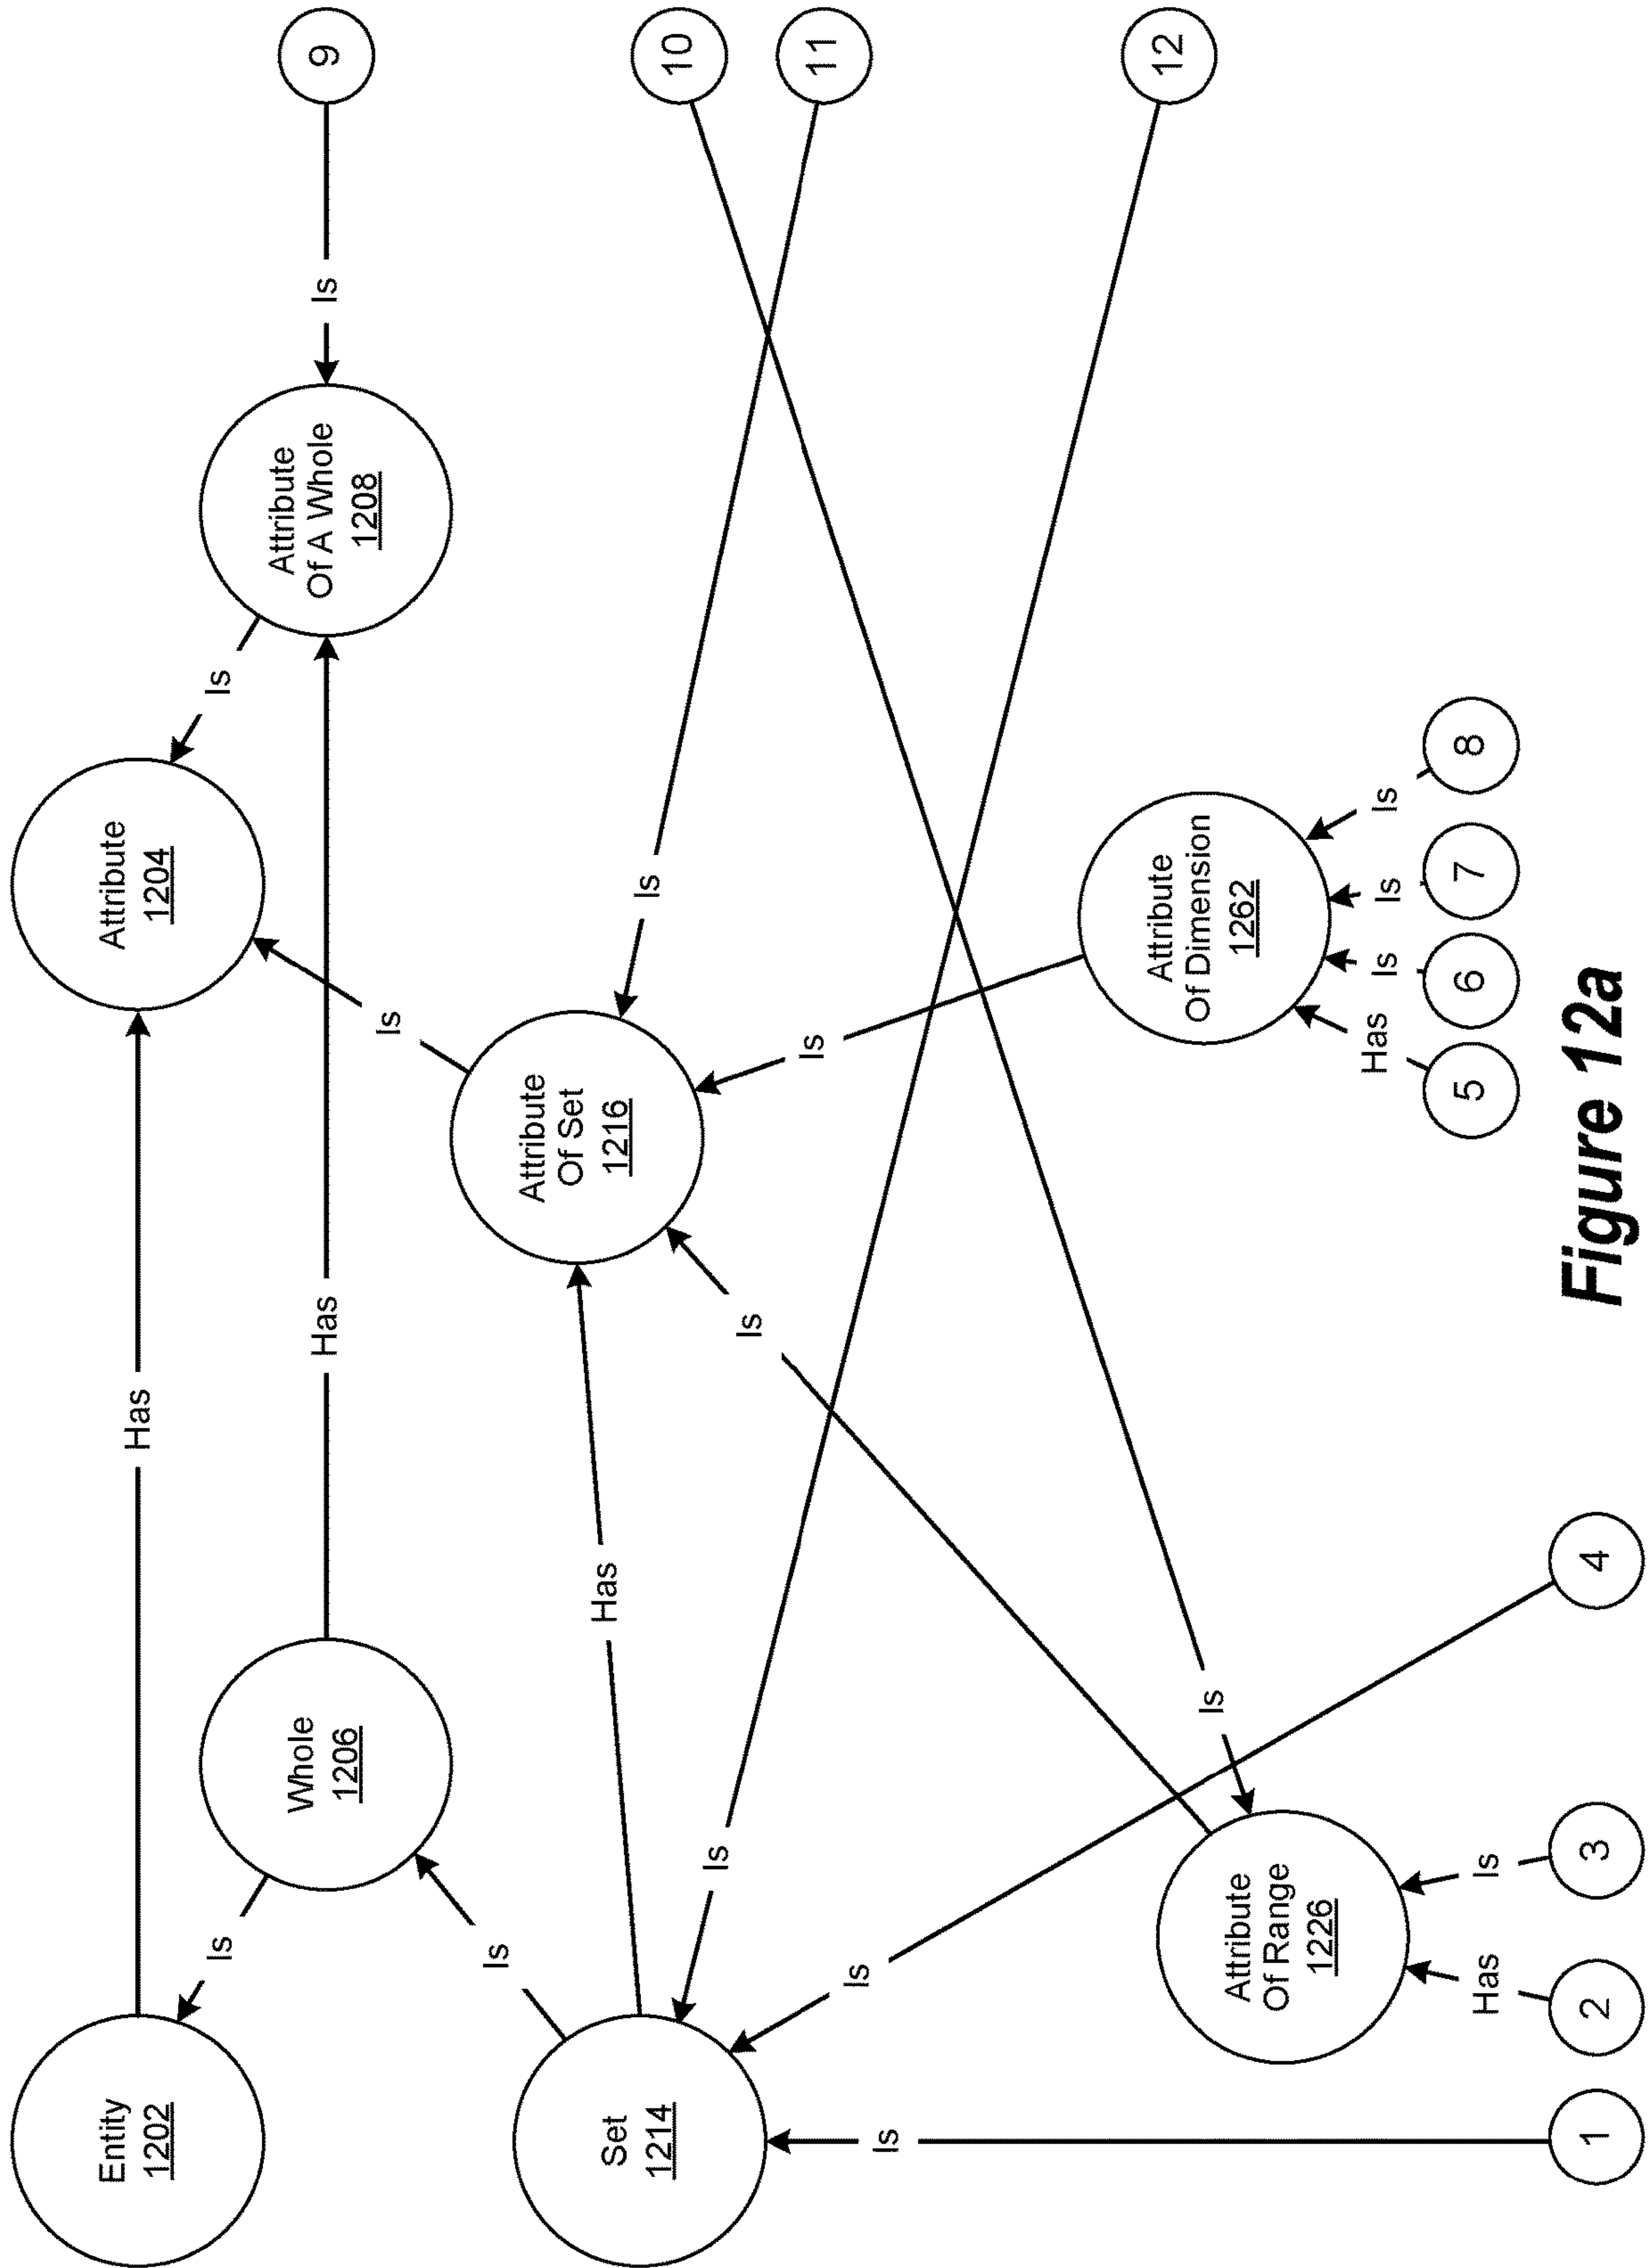 Entity
1202
Has
Attribute
1204
Is
Is
Whole
1206
Has
Attribute
Of A Whole
1208
Is
9
Is
Is
Set
1214
Has
Attribute
Of Set
1216
Is
10
Is
Is
Is
11
Is
Is
12
Attribute
Of Dimension
1262
Is
Attribute
Of Range
1226
Has
Is
Is
Is
5
6
7
8
Has
Is
1
2
3
4
Figure 12a